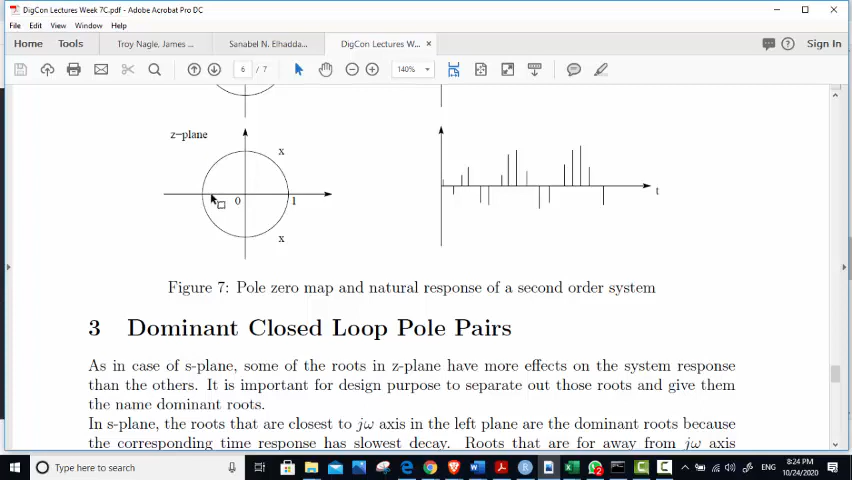 DigCon Lectures Week 7C.pdf - Adobe Acrobat Pro DC
File Edit View Window Help
Home Tools Troy Nagle, James ... Sanabel N. Elhadda... DigCon Lectures W... × Sign In
6 / 7 140%
z-plane
x
0 1
x
t
Figure 7: Pole zero map and natural response of a second order system
3 Dominant Closed Loop Pole Pairs
As in case of s-plane, some of the roots in z-plane have more effects on the system response
than the others. It is important for design purpose to separate out those roots and give them
the name dominant roots.
In s-plane, the roots that are closest to jω axis in the left plane are the dominant roots because
the corresponding time response has slowest decay. Roots that are for away from jω axis
Type here to search
ENG
8:24 PM
10/24/2020